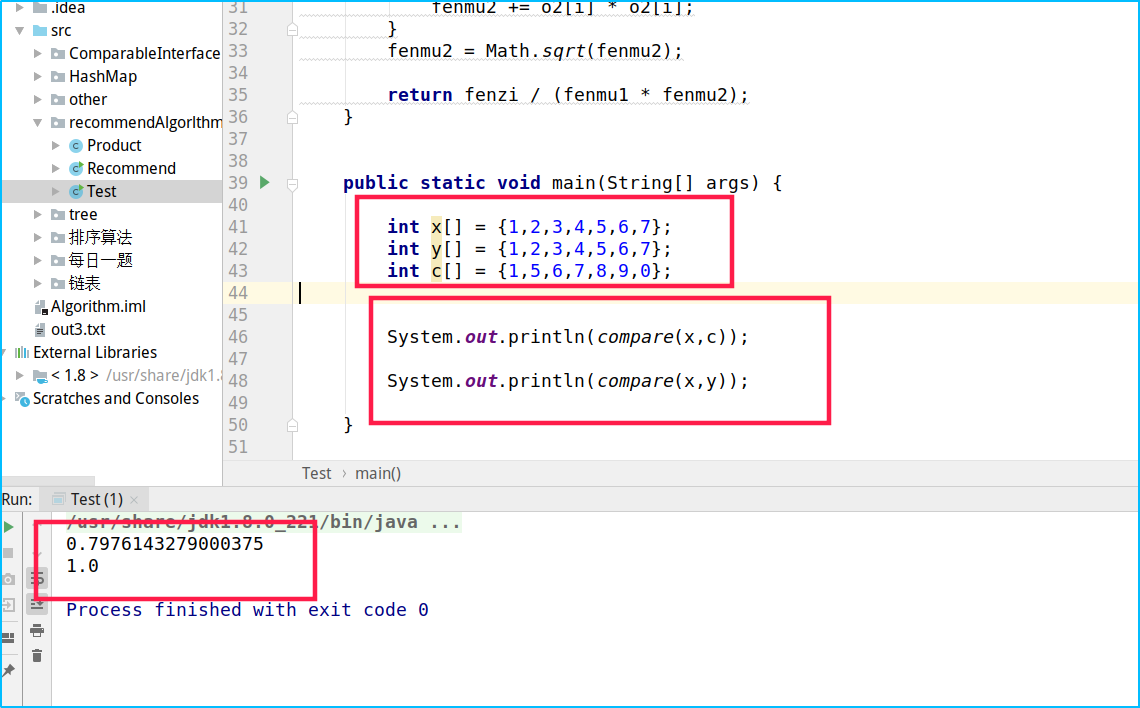 .idea
src
ComparableInterface
HashMap
other
recommendAlgorIthm
Product
Recommend
Test
tree
排序算法
每日一题
链表
Algorithm.iml
out3.txt
External Libraries
< 1.8 > /usr/share/jdk1.8
Scratches and Consoles
31 fenmu2 += o2[i] * o2[i];
32 }
33 fenmu2 = Math.sqrt(fenmu2);
34
35 return fenzi / (fenmu1 * fenmu2);
36 }
37
38
39 public static void main(String[] args) {
40
41 int x[] = {1,2,3,4,5,6,7};
42 int y[] = {1,2,3,4,5,6,7};
43 int c[] = {1,5,6,7,8,9,0};
44
45
46 System.out.println(compare(x,c));
47
48 System.out.println(compare(x,y));
49
50 }
51
Test › main()
Run: Test (1) ×
/usr/share/jdk1.8.0_221/bin/java ...
0.7976143279000375
1.0
Process finished with exit code 0